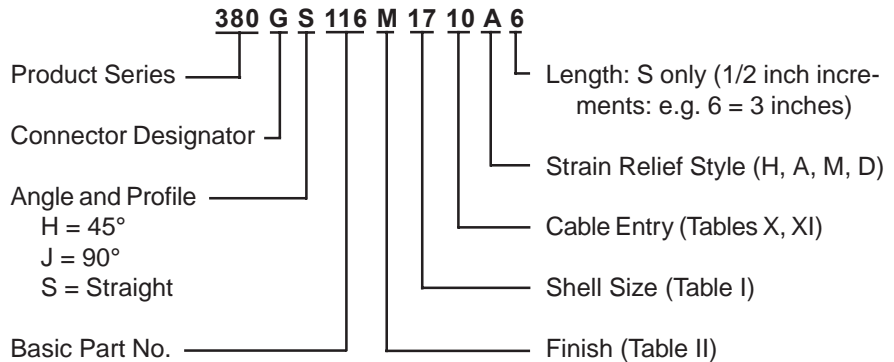 380 G S 116 M 17 10 A 6
Product Series
Connector Designator
Angle and Profile
H = 45°
J = 90°
S = Straight
Basic Part No.
Length: S only (1/2 inch incre-
ments: e.g. 6 = 3 inches)
Strain Relief Style (H, A, M, D)
Cable Entry (Tables X, XI)
Shell Size (Table I)
Finish (Table II)